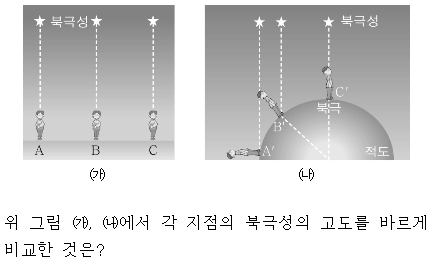 북극성
북극성
A B C
A′ B′ C′
북극
적도
㈎ ㈏
위 그림 ㈎, ㈏에서 각 지점의 북극성의 고도를 바르게
비교한 것은?